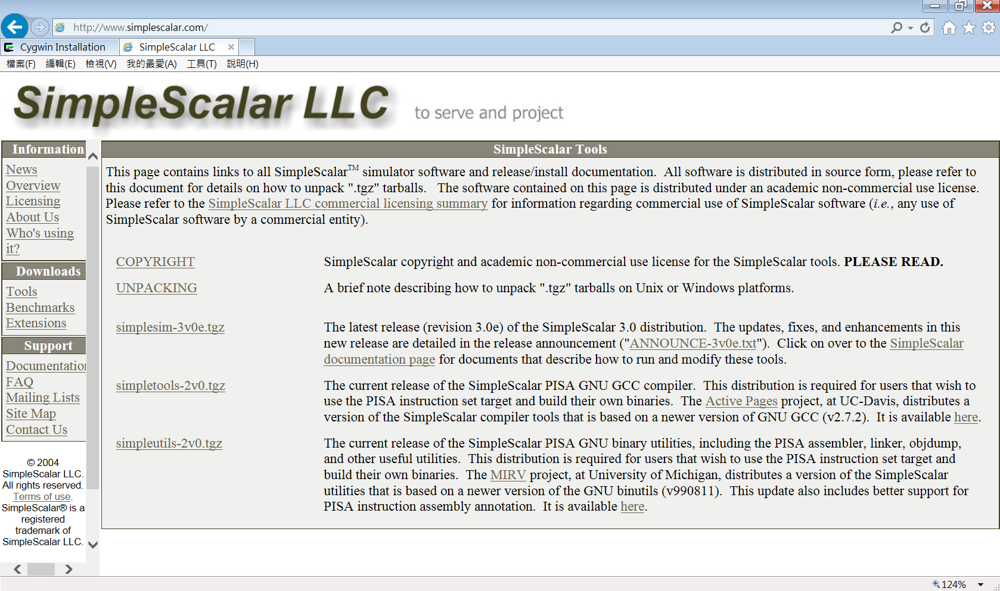 http://www.simplescalar.com/
Cygwin Installation
SimpleScalar LLC
檔案(F) 編輯(E) 檢視(V) 我的最愛(A) 工具(T) 說明(H)
SimpleScalar LLC to serve and project
Information
News
Overview
Licensing
About Us
Who's using
it?
Downloads
Tools
Benchmarks
Extensions
Support
Documentation
FAQ
Mailing Lists
Site Map
Contact Us
© 2004
SimpleScalar LLC.
All rights reserved.
Terms of use.
SimpleScalar® is a
registered
trademark of
SimpleScalar LLC.
SimpleScalar Tools
This page contains links to all SimpleScalar™ simulator software and release/install documentation. All software is distributed in source form, please refer to
this document for details on how to unpack ".tgz" tarballs. The software contained on this page is distributed under an academic non-commercial use license.
Please refer to the SimpleScalar LLC commercial licensing summary for information regarding commercial use of SimpleScalar software (i.e., any use of
SimpleScalar software by a commercial entity).
COPYRIGHT SimpleScalar copyright and academic non-commercial use license for the SimpleScalar tools. PLEASE READ.
UNPACKING A brief note describing how to unpack ".tgz" tarballs on Unix or Windows platforms.
simplesim-3v0e.tgz The latest release (revision 3.0e) of the SimpleScalar 3.0 distribution. The updates, fixes, and enhancements in this
new release are detailed in the release announcement ("ANNOUNCE-3v0e.txt"). Click on over to the SimpleScalar
documentation page for documents that describe how to run and modify these tools.
simpletools-2v0.tgz The current release of the SimpleScalar PISA GNU GCC compiler. This distribution is required for users that wish to
use the PISA instruction set target and build their own binaries. The Active Pages project, at UC-Davis, distributes a
version of the SimpleScalar compiler tools that is based on a newer version of GNU GCC (v2.7.2). It is available here.
simpleutils-2v0.tgz The current release of the SimpleScalar PISA GNU binary utilities, including the PISA assembler, linker, objdump,
and other useful utilities. This distribution is required for users that wish to use the PISA instruction set target and
build their own binaries. The MIRV project, at University of Michigan, distributes a version of the SimpleScalar
utilities that is based on a newer version of the GNU binutils (v990811). This update also includes better support for
PISA instruction assembly annotation. It is available here.
124%